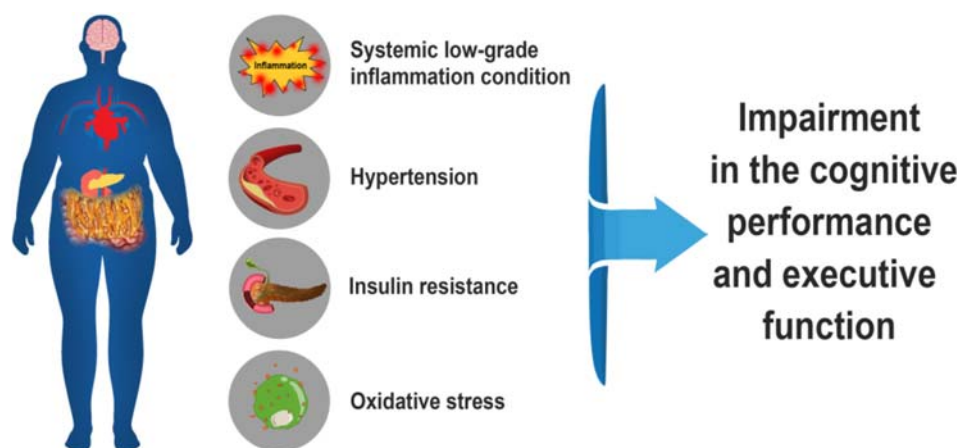 Inflammation
Systemic low-grade
inflammation condition
Hypertension
Insulin resistance
Oxidative stress
Impairment
in the cognitive
performance
and executive
function